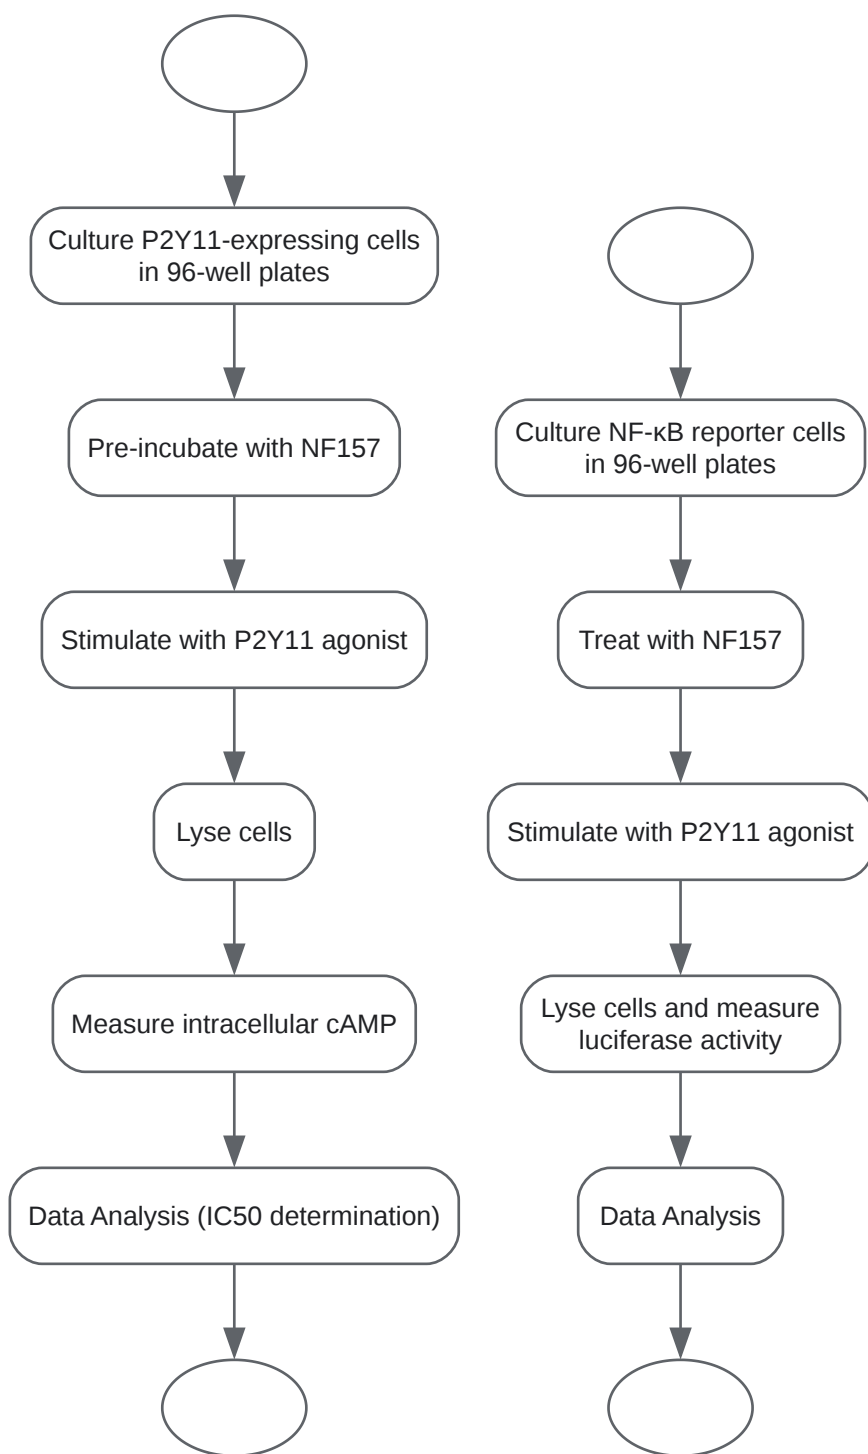 Culture P2Y11-expressing cells
in 96-well plates
Pre-incubate with NF157
Stimulate with P2Y11 agonist
Lyse cells
Measure intracellular cAMP
Data Analysis (IC50 determination)
Culture NF-κB reporter cells
in 96-well plates
Treat with NF157
Stimulate with P2Y11 agonist
Lyse cells and measure
luciferase activity
Data Analysis